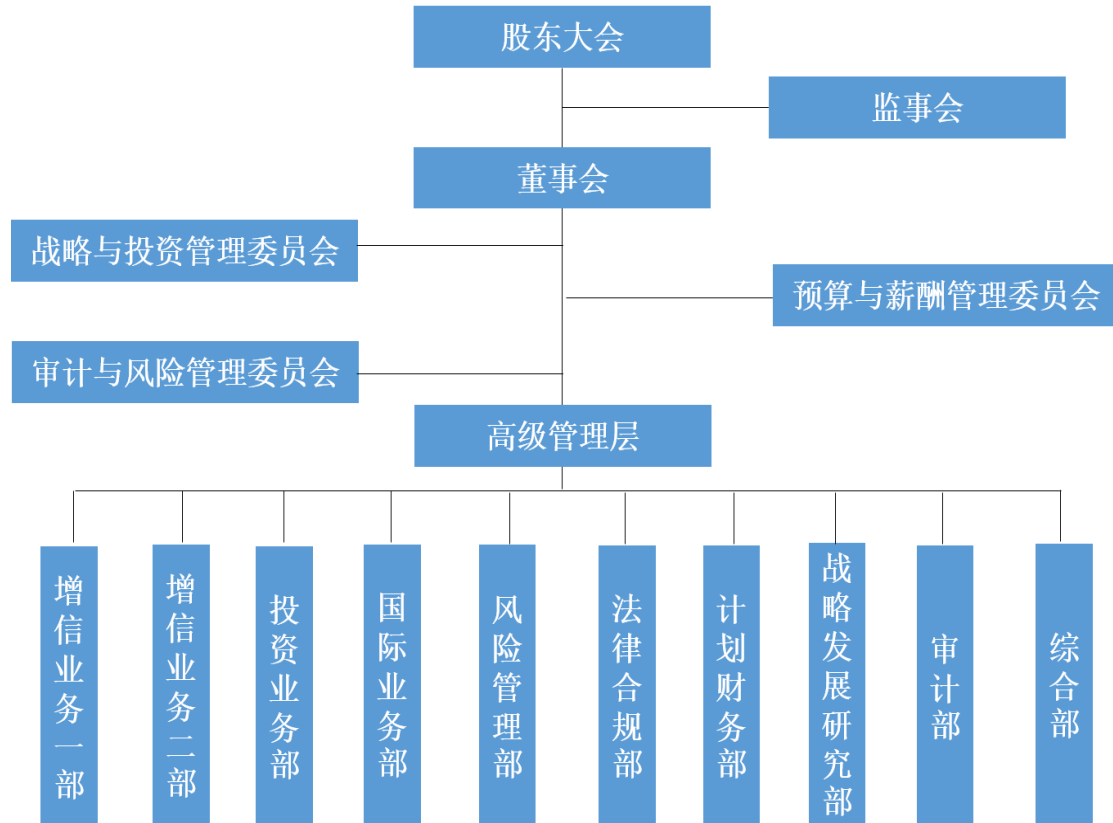 股东大会
监事会
董事会
战略与投资管理委员会
预算与薪酬管理委员会
审计与风险管理委员会
高级管理层
增信业务一部
增信业务二部
投资业务部
国际业务部
风险管理部
法律合规部
计划财务部
战略发展研究部
审计部
综合部